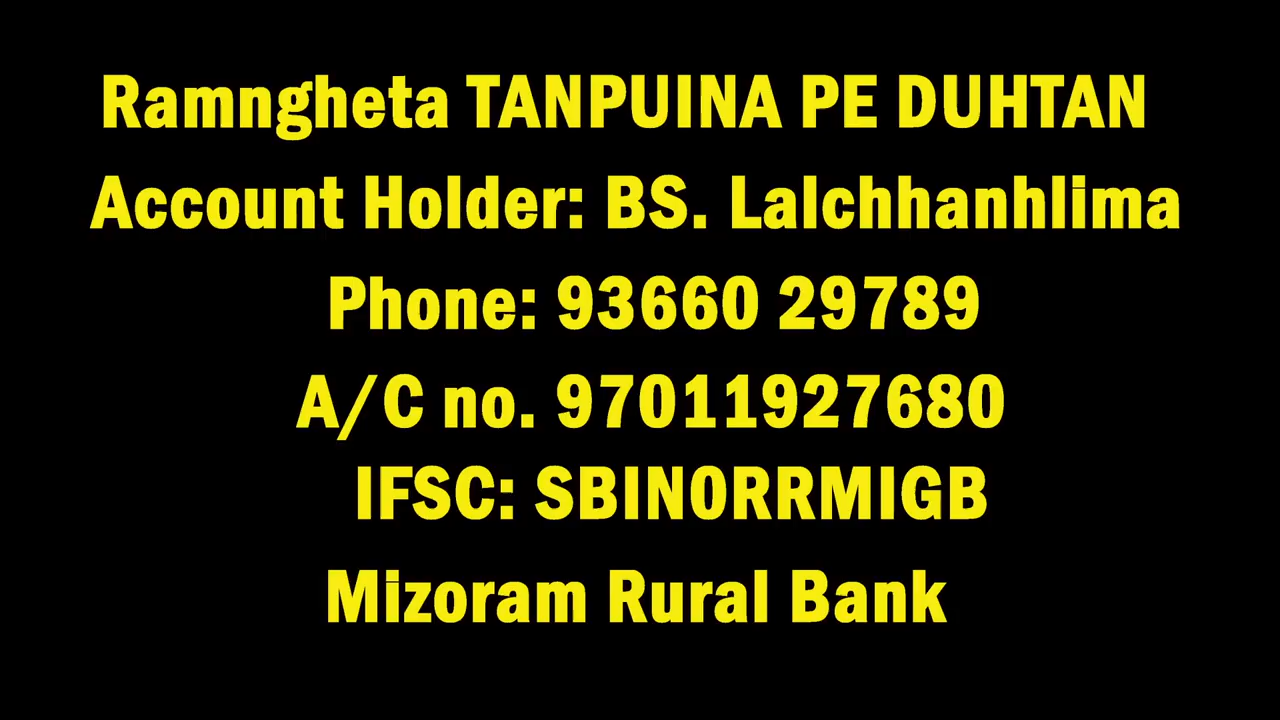 Ramngheta TANPUINA PE DUHTAN
Account Holder: BS. Lalchhanhlima
Phone: 93660 29789
A/C no. 97011927680
IFSC: SBIN0RRMIGB
Mizoram Rural Bank